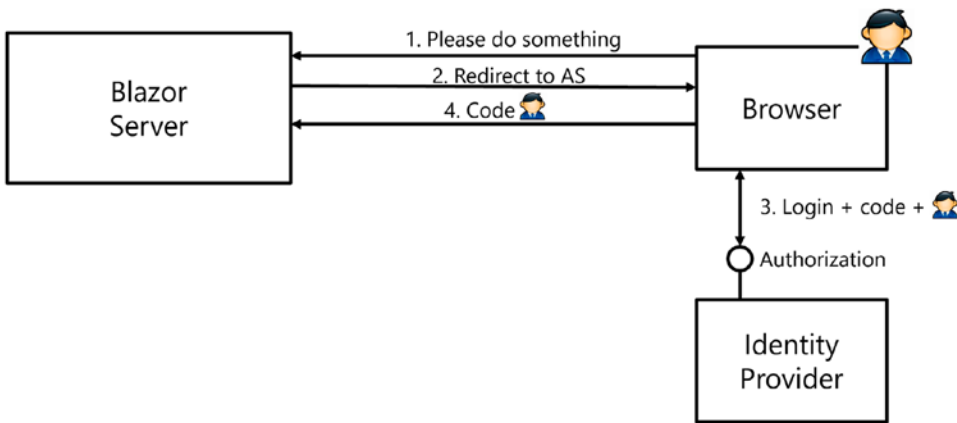 1. Please do something
2. Redirect to AS
4. Code
Blazor
Server
Browser
3. Login + code +
Authorization
Identity
Provider